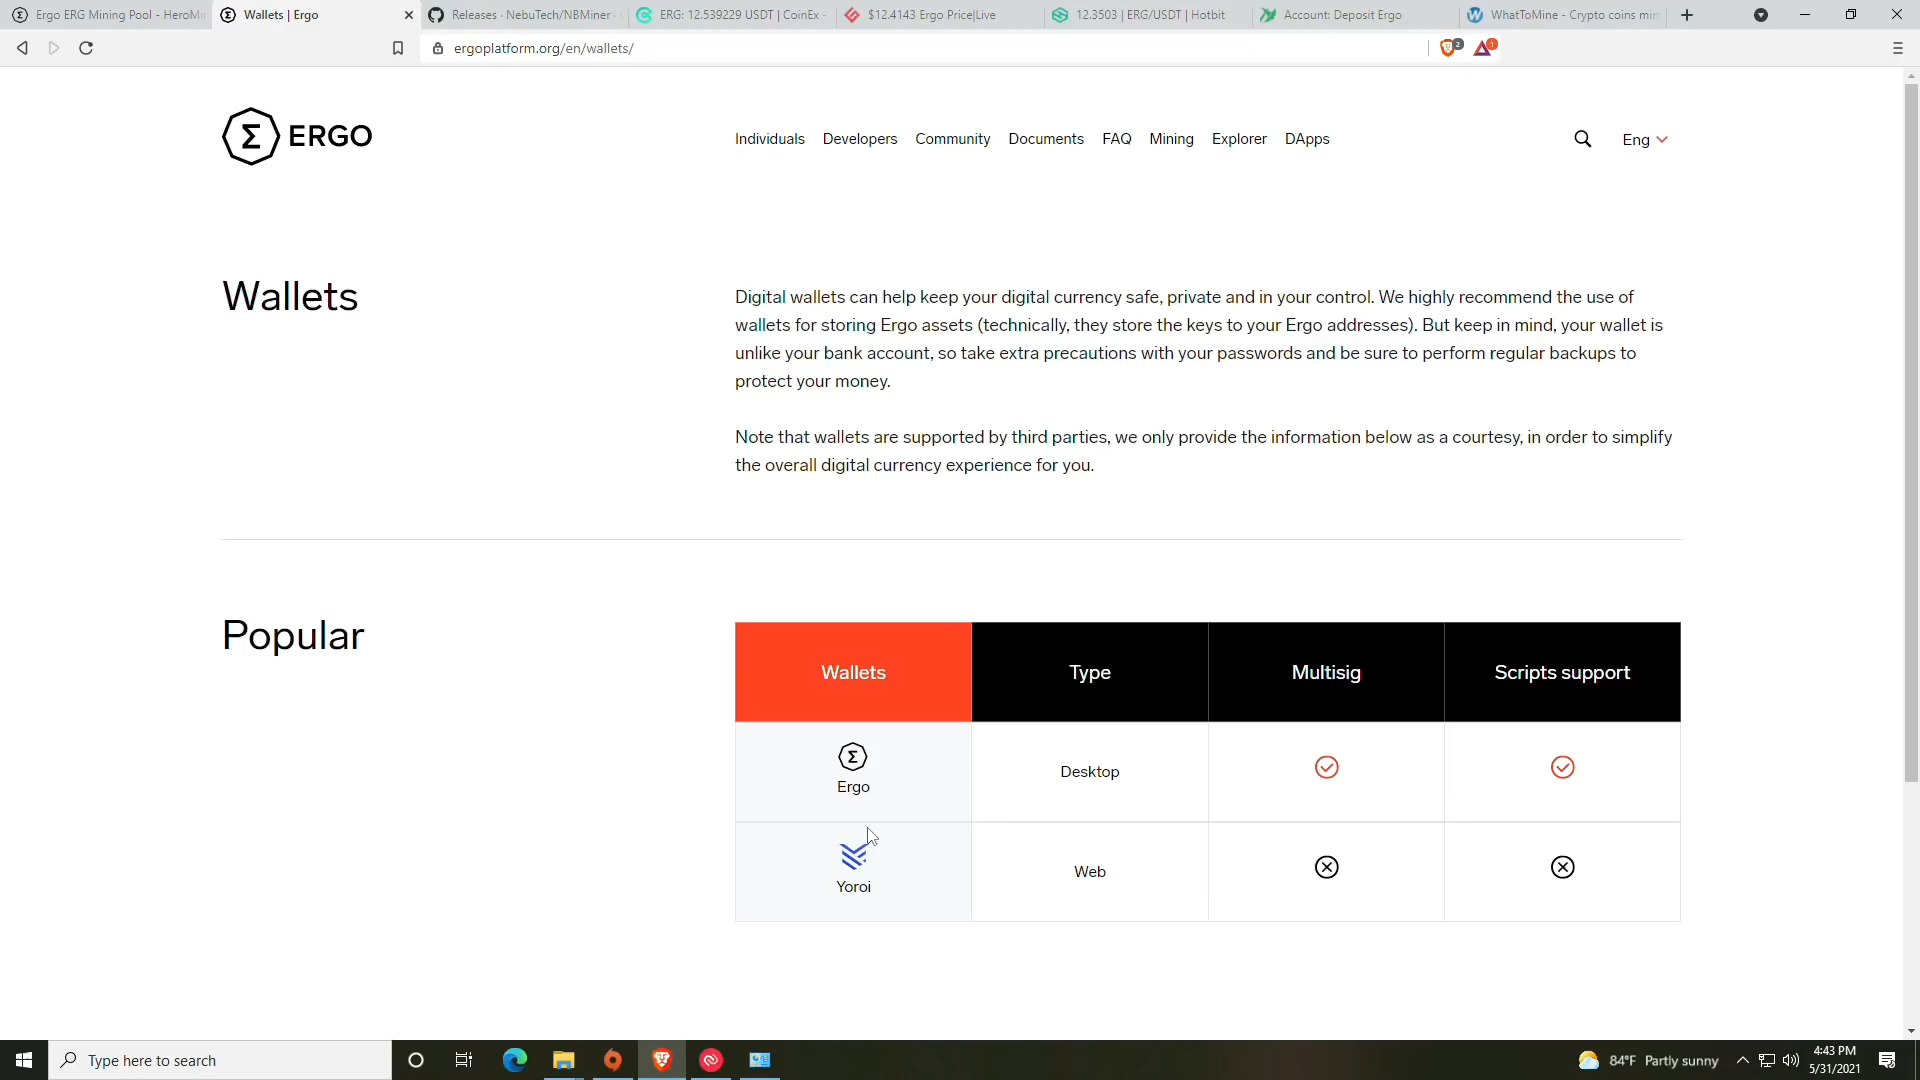 Ergo ERG Mining Pool - HeroMi
Wallets | Ergo
Releases · NebuTech/NBMiner ·
ERG: 12.539229 USDT | CoinEx -
$12.4143 Ergo Price|Live
12.3503 | ERG/USDT | Hotbit
Account: Deposit Ergo
WhatToMine - Crypto coins min
ergoplatform.org/en/wallets/
2
1
Σ ERGO
Individuals Developers Community Documents FAQ Mining Explorer DApps
Eng
Wallets
Digital wallets can help keep your digital currency safe, private and in your control. We highly recommend the use of
wallets for storing Ergo assets (technically, they store the keys to your Ergo addresses). But keep in mind, your wallet is
unlike your bank account, so take extra precautions with your passwords and be sure to perform regular backups to
protect your money.
Note that wallets are supported by third parties, we only provide the information below as a courtesy, in order to simplify
the overall digital currency experience for you.
Popular
Wallets Type Multisig Scripts support
Σ
Ergo
Desktop
Yoroi
Web
Type here to search
84°F Partly sunny
4:43 PM
5/31/2021